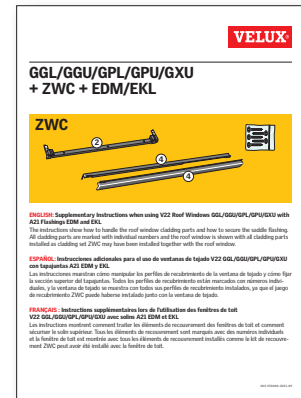 VELUX
GGL/GGU/GPL/GPU/GXU
+ ZWC + EDM/EKL
ZWC
2
4
4
ENGLISH: Supplementary Instructions when using V22 Roof Windows GGL/GGU/GPL/GPU/GXU with
A21 Flashings EDM and EKL
The instructions show how to handle the roof window cladding parts and how to secure the saddle flashing.
All cladding parts are marked with individual numbers and the roof window is shown with all cladding parts
installed as cladding set ZWC may have been installed together with the roof window.
ESPAÑOL: Instrucciones adicionales para el uso de ventanas de tejado V22 GGL/GGU/GPL/GPU/GXU
con tapajuntas A21 EDM y EKL
Las instrucciones muestran cómo manipular los perfiles de recubrimiento de la ventana de tejado y cómo fijar
la sección superior del tapajuntas. Todos los perfiles de recubrimiento están marcados con números indivi-
duales, y la ventana de tejado se muestra con todos sus perfiles de recubrimiento instalados, ya que el juego
de recubrimiento ZWC puede haberse instalado junto con la ventana de tejado.
FRANÇAIS : Instructions supplémentaires lors de l'utilisation des fenêtres de toit
V22 GGL/GGU/GPL/GPU/GXU avec solins A21 EDM et EKL
Les instructions montrent comment traiter les éléments de recouvrement des fenêtres de toit et comment
sécuriser le solin supérieur. Tous les éléments de recouvrement sont marqués avec des numéros individuels
et la fenêtre de toit est montrée avec tous les éléments de recouvrement installés comme le kit de recouvre-
ment ZWC peut avoir été installé avec la fenêtre de toit.